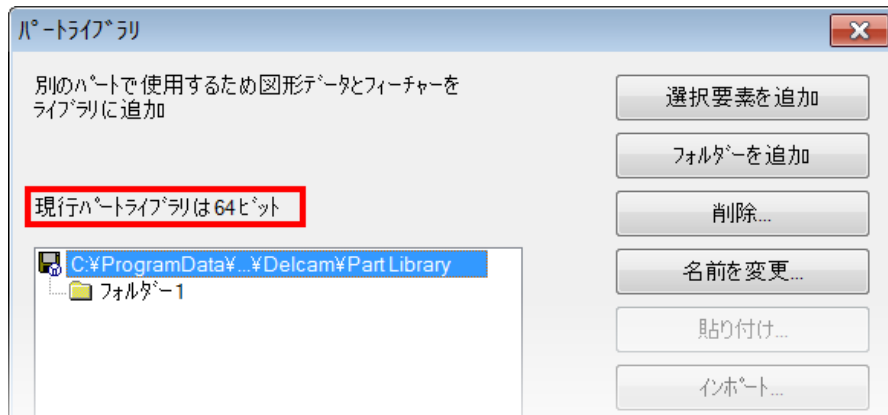 ﾊﾟｰﾄﾗｲﾌﾞﾗﾘ
別のﾊﾟｰﾄで使用するため図形ﾃﾞｰﾀとﾌｨｰﾁｬｰを
ﾗｲﾌﾞﾗﾘに追加
選択要素を追加
ﾌｫﾙﾀﾞｰを追加
現行ﾊﾟｰﾄﾗｲﾌﾞﾗﾘは64ﾋﾞｯﾄ
削除...
C:¥ProgramData¥...¥Delcam¥Part Library
名前を変更...
ﾌｫﾙﾀﾞｰ1
貼り付け...
ｲﾝﾎﾟｰﾄ...